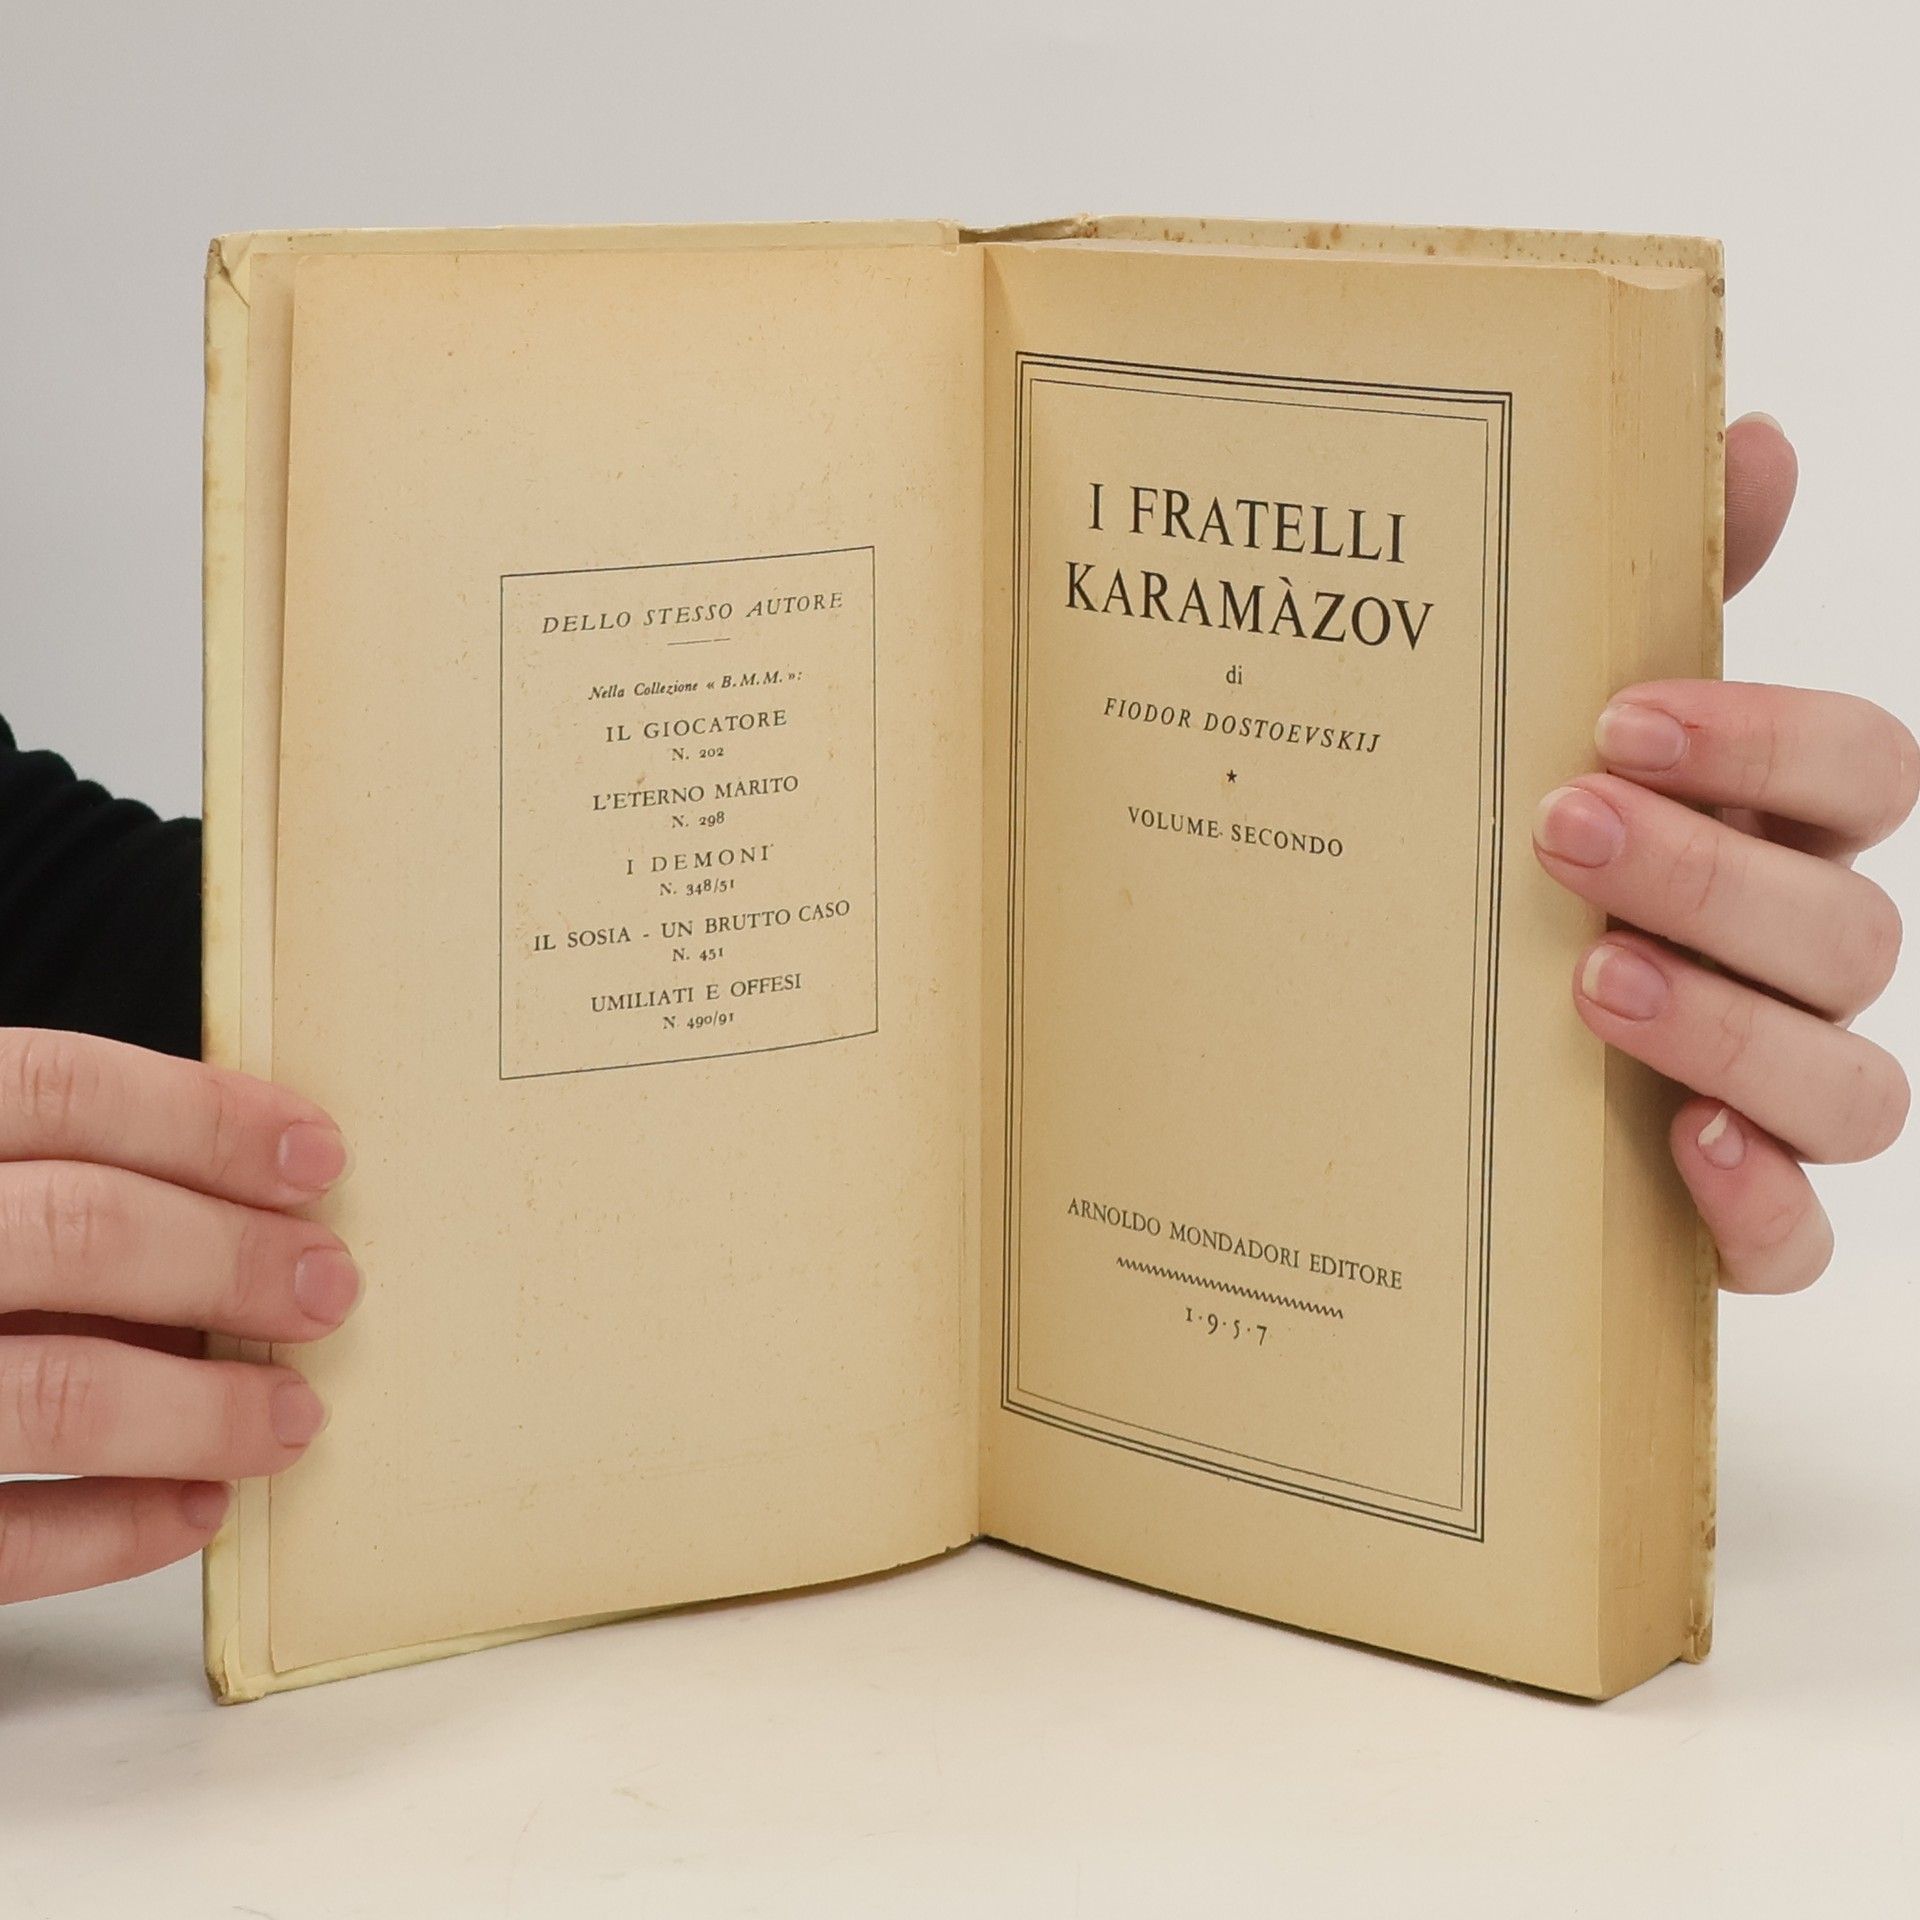 DELLO STESSO AUTORE
Nella Collezione « B.M.M. »:
IL GIOCATORE
N. 202
L'ETERNO MARITO
N. 298
I DEMONI
N. 348/51
IL SOSIA - UN BRUTTO CASO
N. 451
UMILIATI E OFFESI
N. 490/91
I FRATELLI
KARAMÀZOV
di
FIODOR DOSTOEVSKIJ
★
VOLUME SECONDO
ARNOLDO MONDADORI EDITORE
1·9·5·7